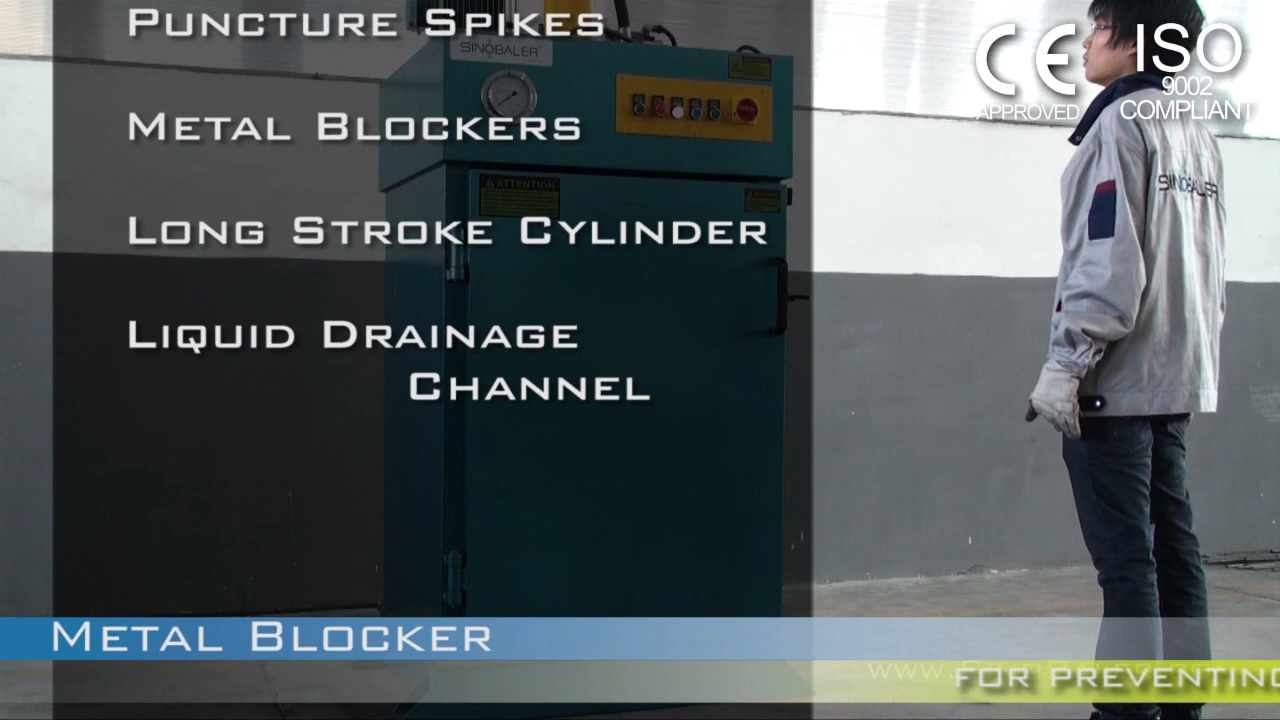 PUNCTURE SPIKES
SINOBALER
METAL BLOCKERS
LONG STROKE CYLINDER
LIQUID DRAINAGE
CHANNEL
ATTENTION
CE
APPROVED
ISO
9002
COMPLIANT
SINOBALER
METAL BLOCKER
www.
FOR PREVENTING